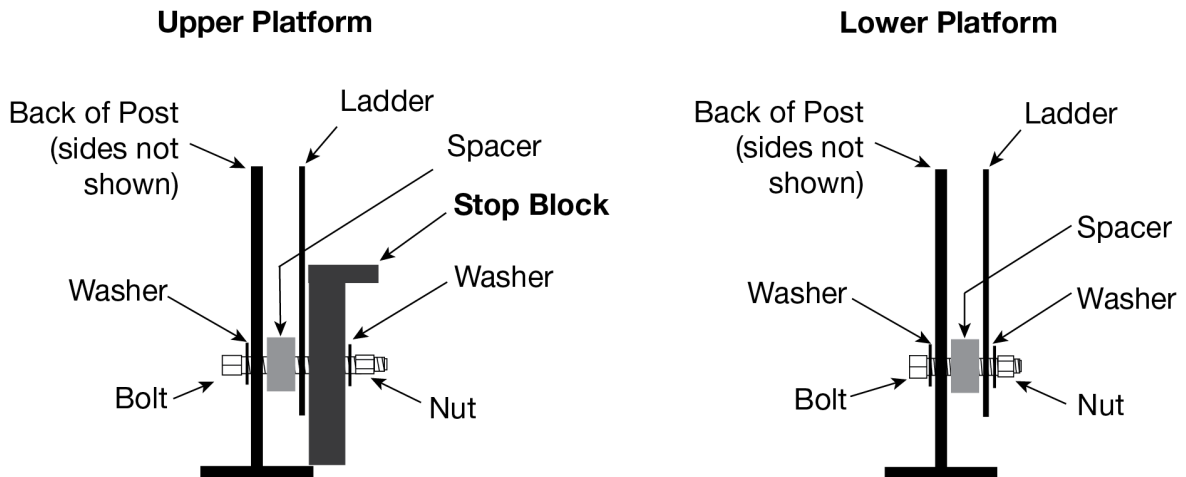 Upper Platform
Back of Post
(sides not
shown)
Ladder
Spacer
Stop Block
Washer
Washer
Bolt
Nut
Lower Platform
Back of Post
(sides not
shown)
Ladder
Spacer
Washer
Washer
Bolt
Nut